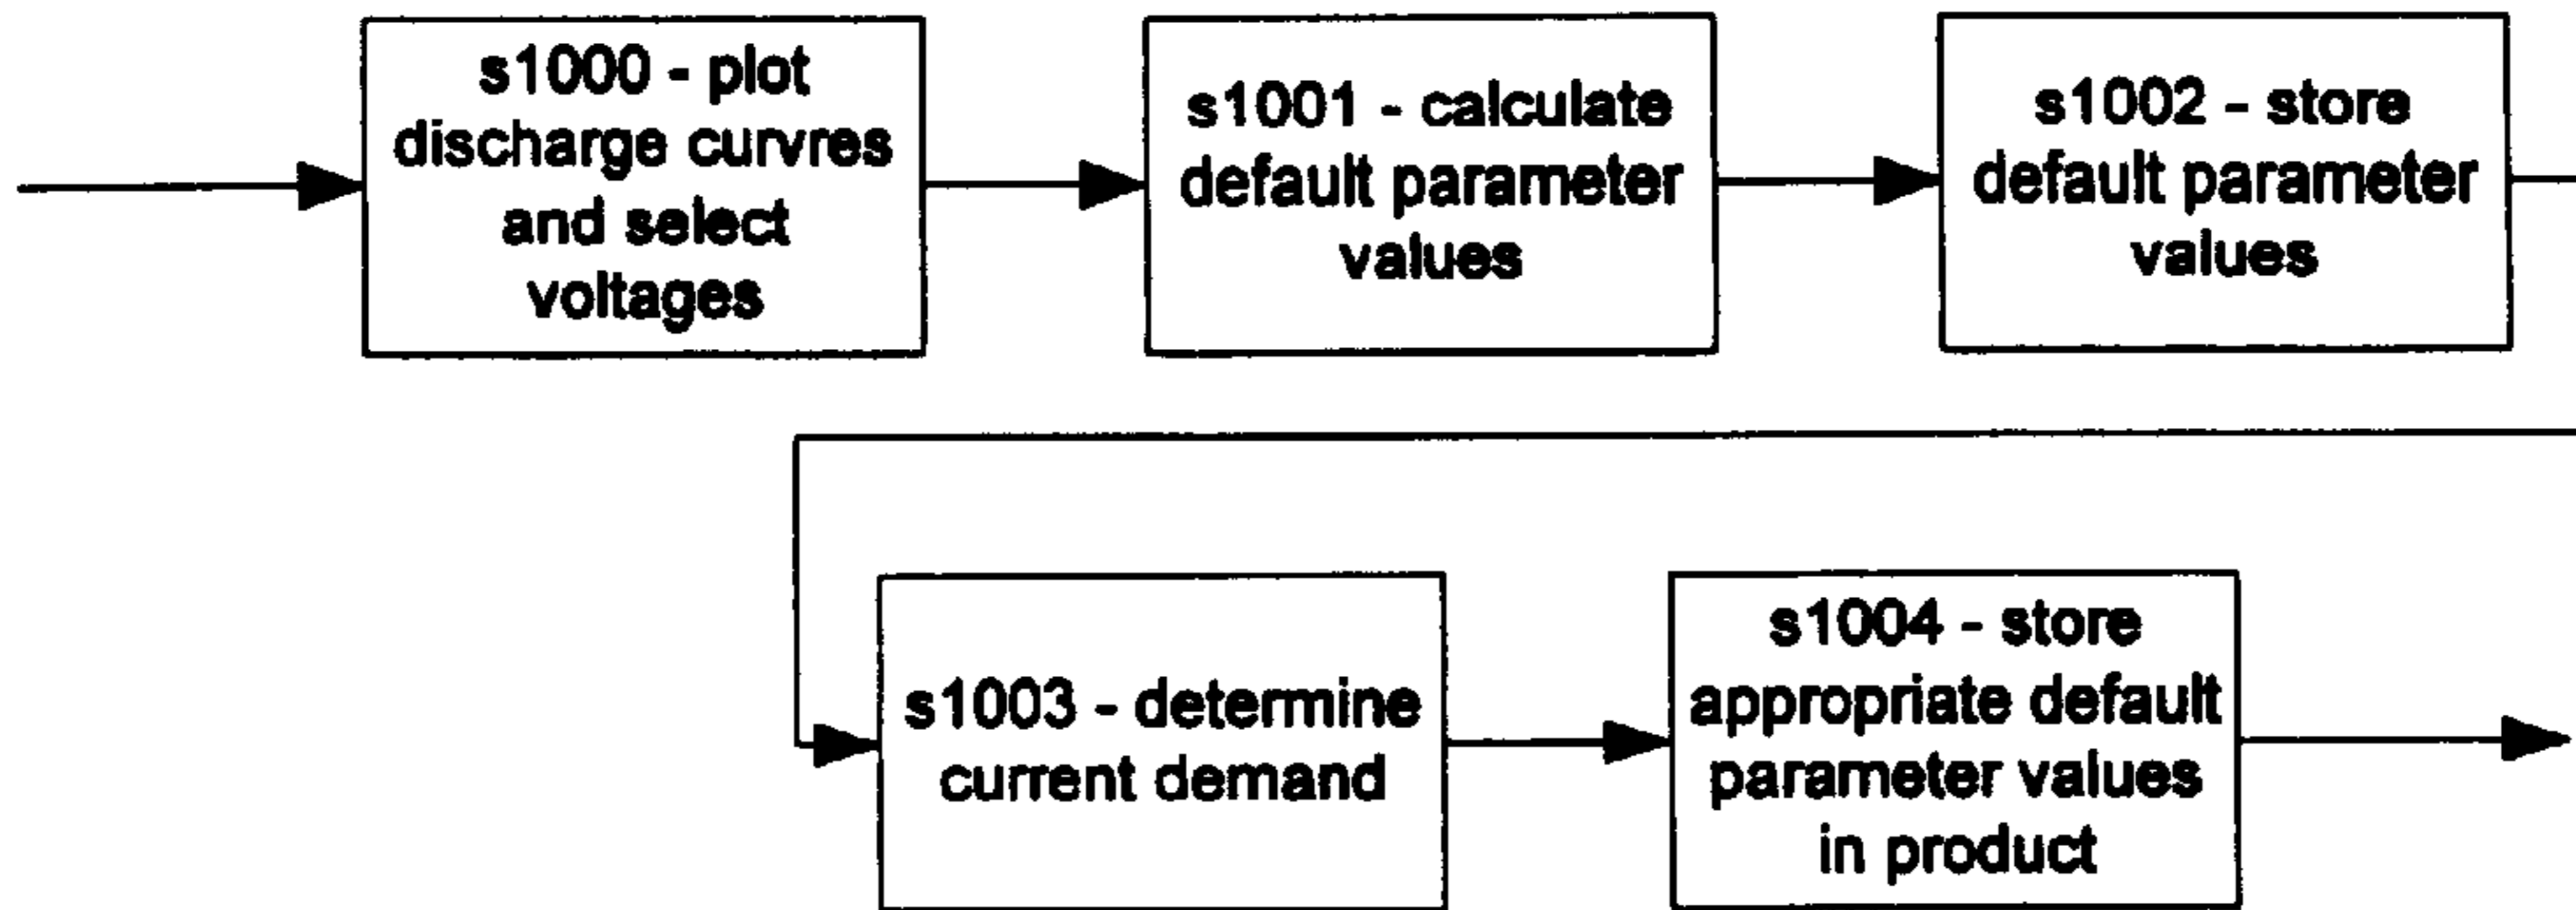 s1000 - plot
discharge curvres
and select
voltages
s1001 - calculate
default parameter
values
s1002 - store
default parameter
values
s1003 - determine
current demand
s1004 - store
appropriate default
parameter values
in product